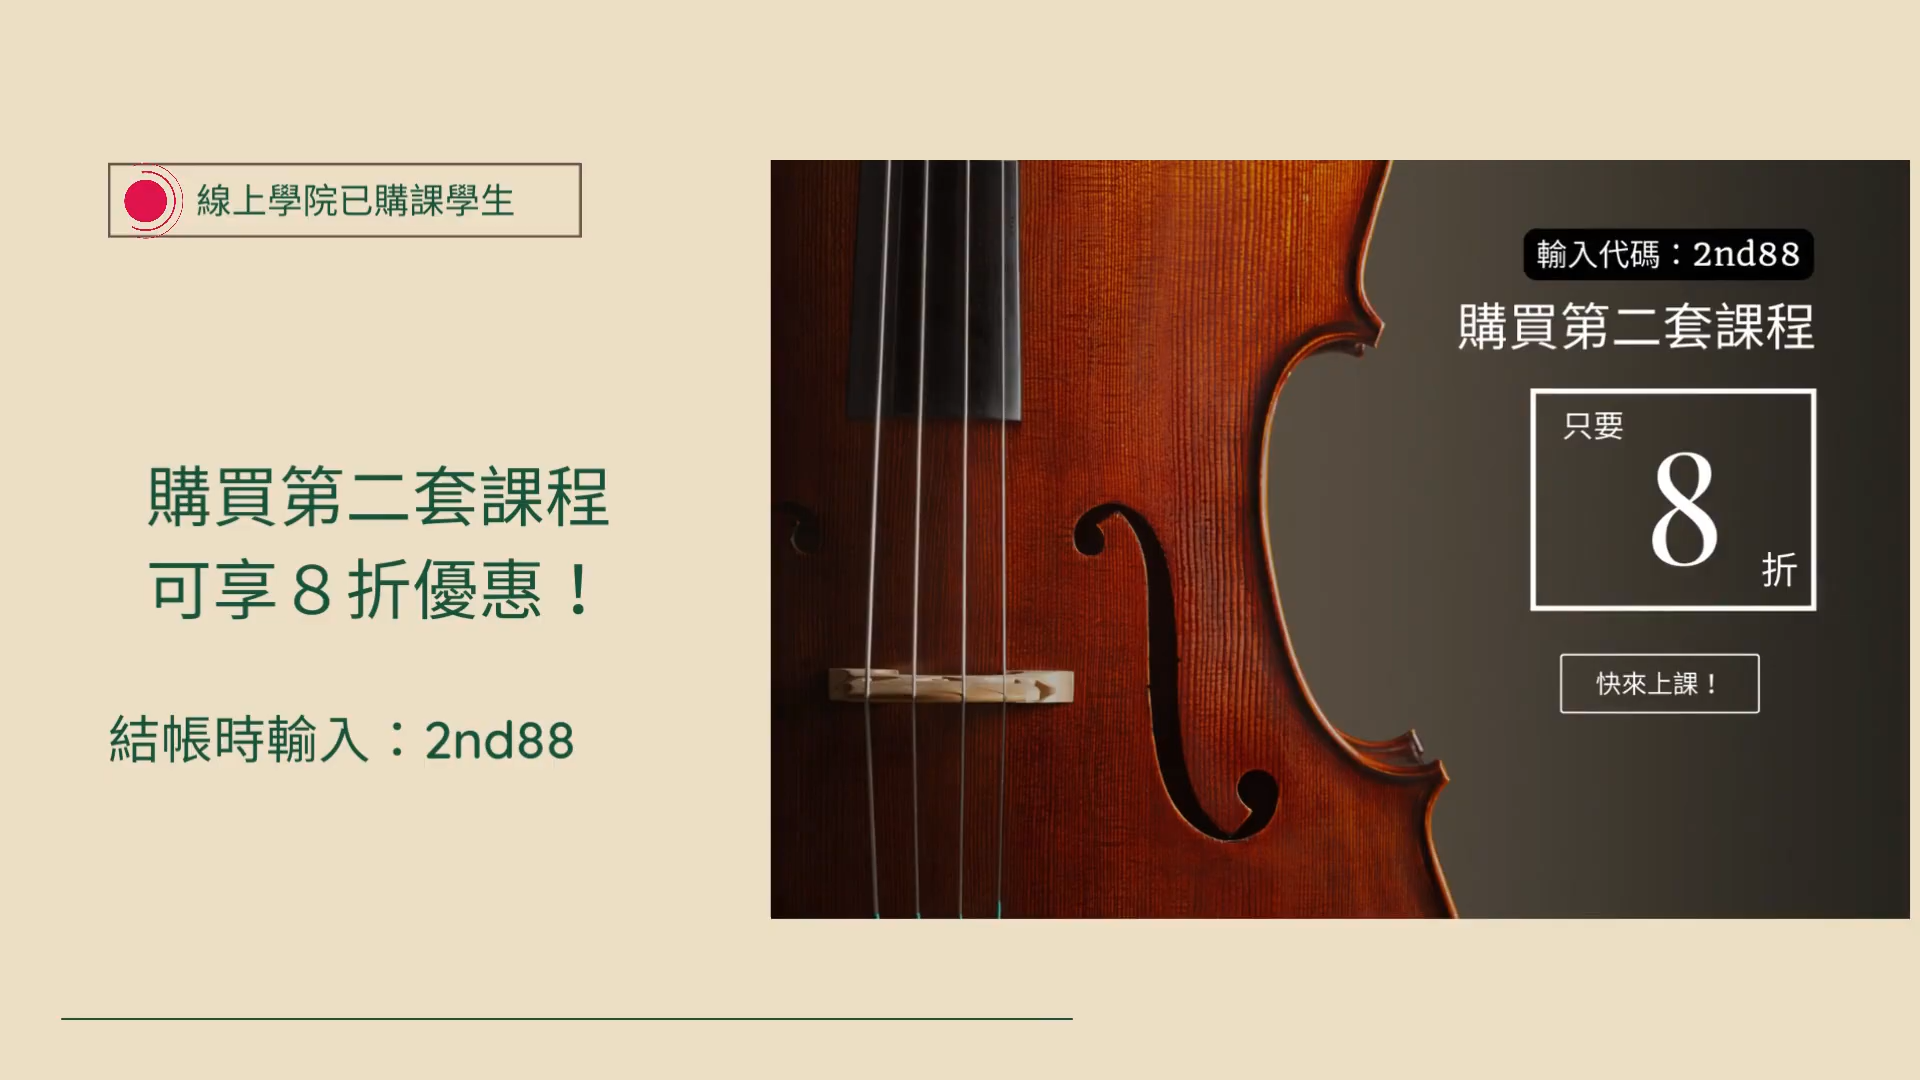 線上學院已購課學生
購買第二套課程
可享８折優惠！
結帳時輸入：2nd88
輸入代碼：2nd88
購買第二套課程
只要
8
折
快來上課！